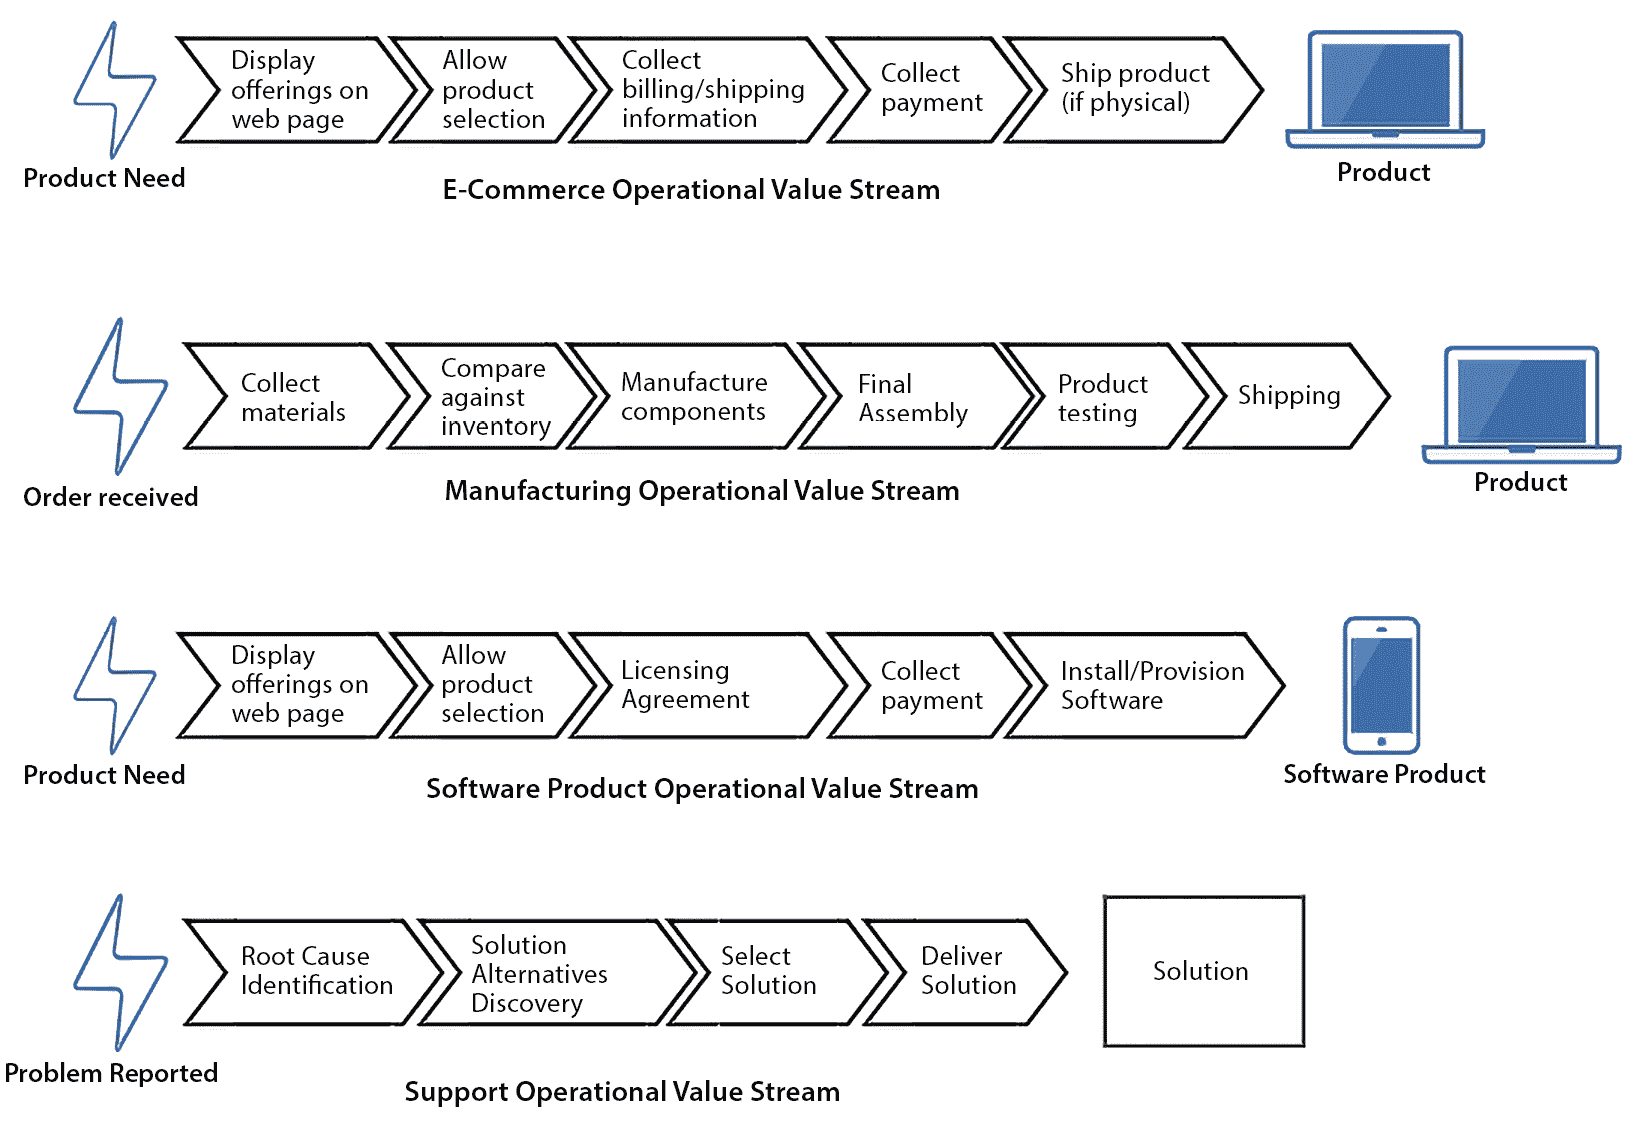 Display
offerings on
web page
Allow
product
selection
Collect
billing/shipping
information
Collect
payment
Ship product
(if physical)
Product Need
E-Commerce Operational Value Stream
Product
Collect
materials
Compare
against
inventory
Manufacture
components
Final
Assembly
Product
testing
Shipping
Order received
Manufacturing Operational Value Stream
Product
Display
offerings on
web page
Allow
product
selection
Licensing
Agreement
Collect
payment
Install/Provision
Software
Product Need
Software Product Operational Value Stream
Software Product
Root Cause
Identification
Solution
Alternatives
Discovery
Select
Solution
Deliver
Solution
Solution
Problem Reported
Support Operational Value Stream